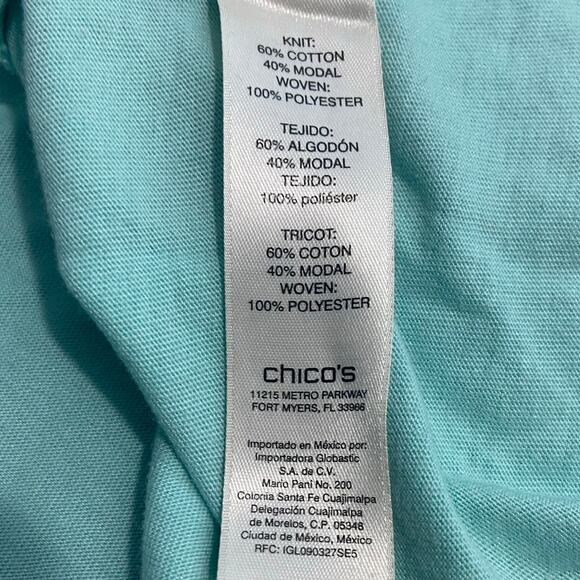 KNIT:
60% COTTON
40% MODAL
WOVEN:
100% POLYESTER
TEJIDO:
60% ALGODÓN
40% MODAL
TEJIDO:
100% poliéster
TRICOT:
60% COTON
40% MODAL
WOVEN:
100% POLYESTER
chico's
11215 METRO PARKWAY
FORT MYERS, FL 33966
Importado en México por:
Importadora Globastic
S.A. de C.V.
Mario Pani No. 200
Colonia Santa Fe Cuajimalpa
Delegación Cuajimalpa
de Morelos, C.P. 05348
Ciudad de México, México
RFC: IGL090327SE5